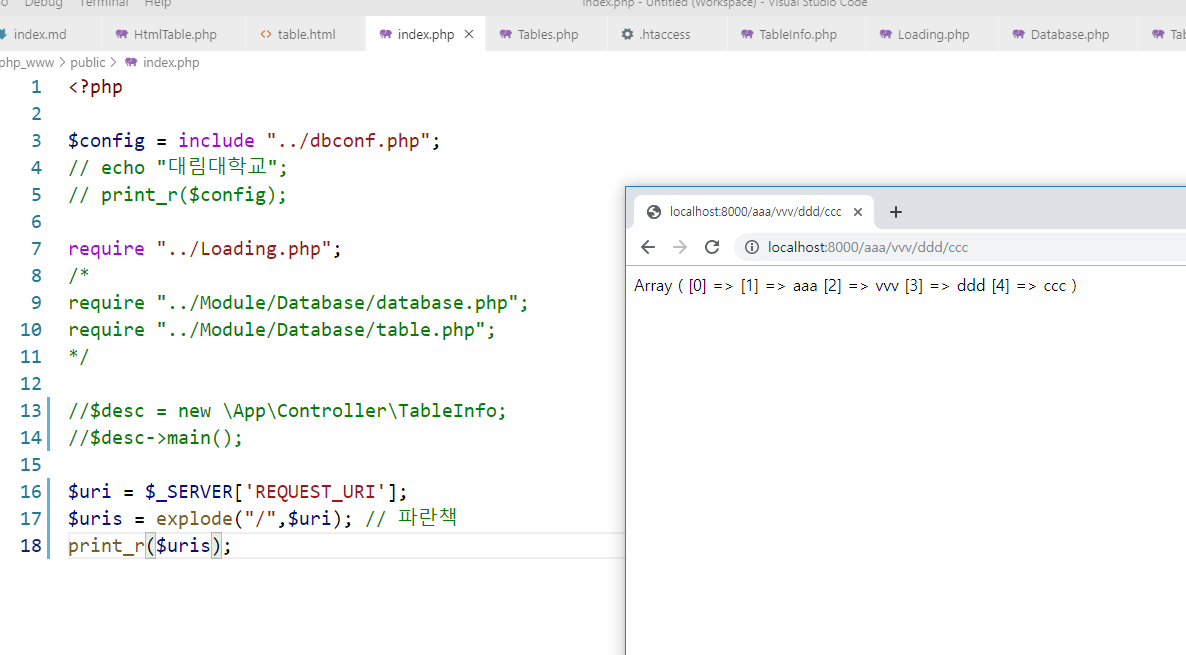 Debug Terminal Help
index.php - Untitled (Workspace) - Visual Studio Code
index.md HtmlTable.php table.html index.php Tables.php .htaccess TableInfo.php Loading.php Database.php
php_www > public > index.php
1 <?php
2
3 $config = include "../dbconf.php";
4 // echo "대림대학교";
5 // print_r($config);
6
7 require "../Loading.php";
8 /*
9 require "../Module/Database/database.php";
10 require "../Module/Database/table.php";
11 */
12
13 //$desc = new \App\Controller\TableInfo;
14 //$desc->main();
15
16 $uri = $_SERVER['REQUEST_URI'];
17 $uris = explode("/",$uri); // 파란책
18 print_r($uris);
localhost:8000/aaa/vvv/ddd/ccc
localhost:8000/aaa/vvv/ddd/ccc
Array ( [0] => [1] => aaa [2] => vvv [3] => ddd [4] => ccc )